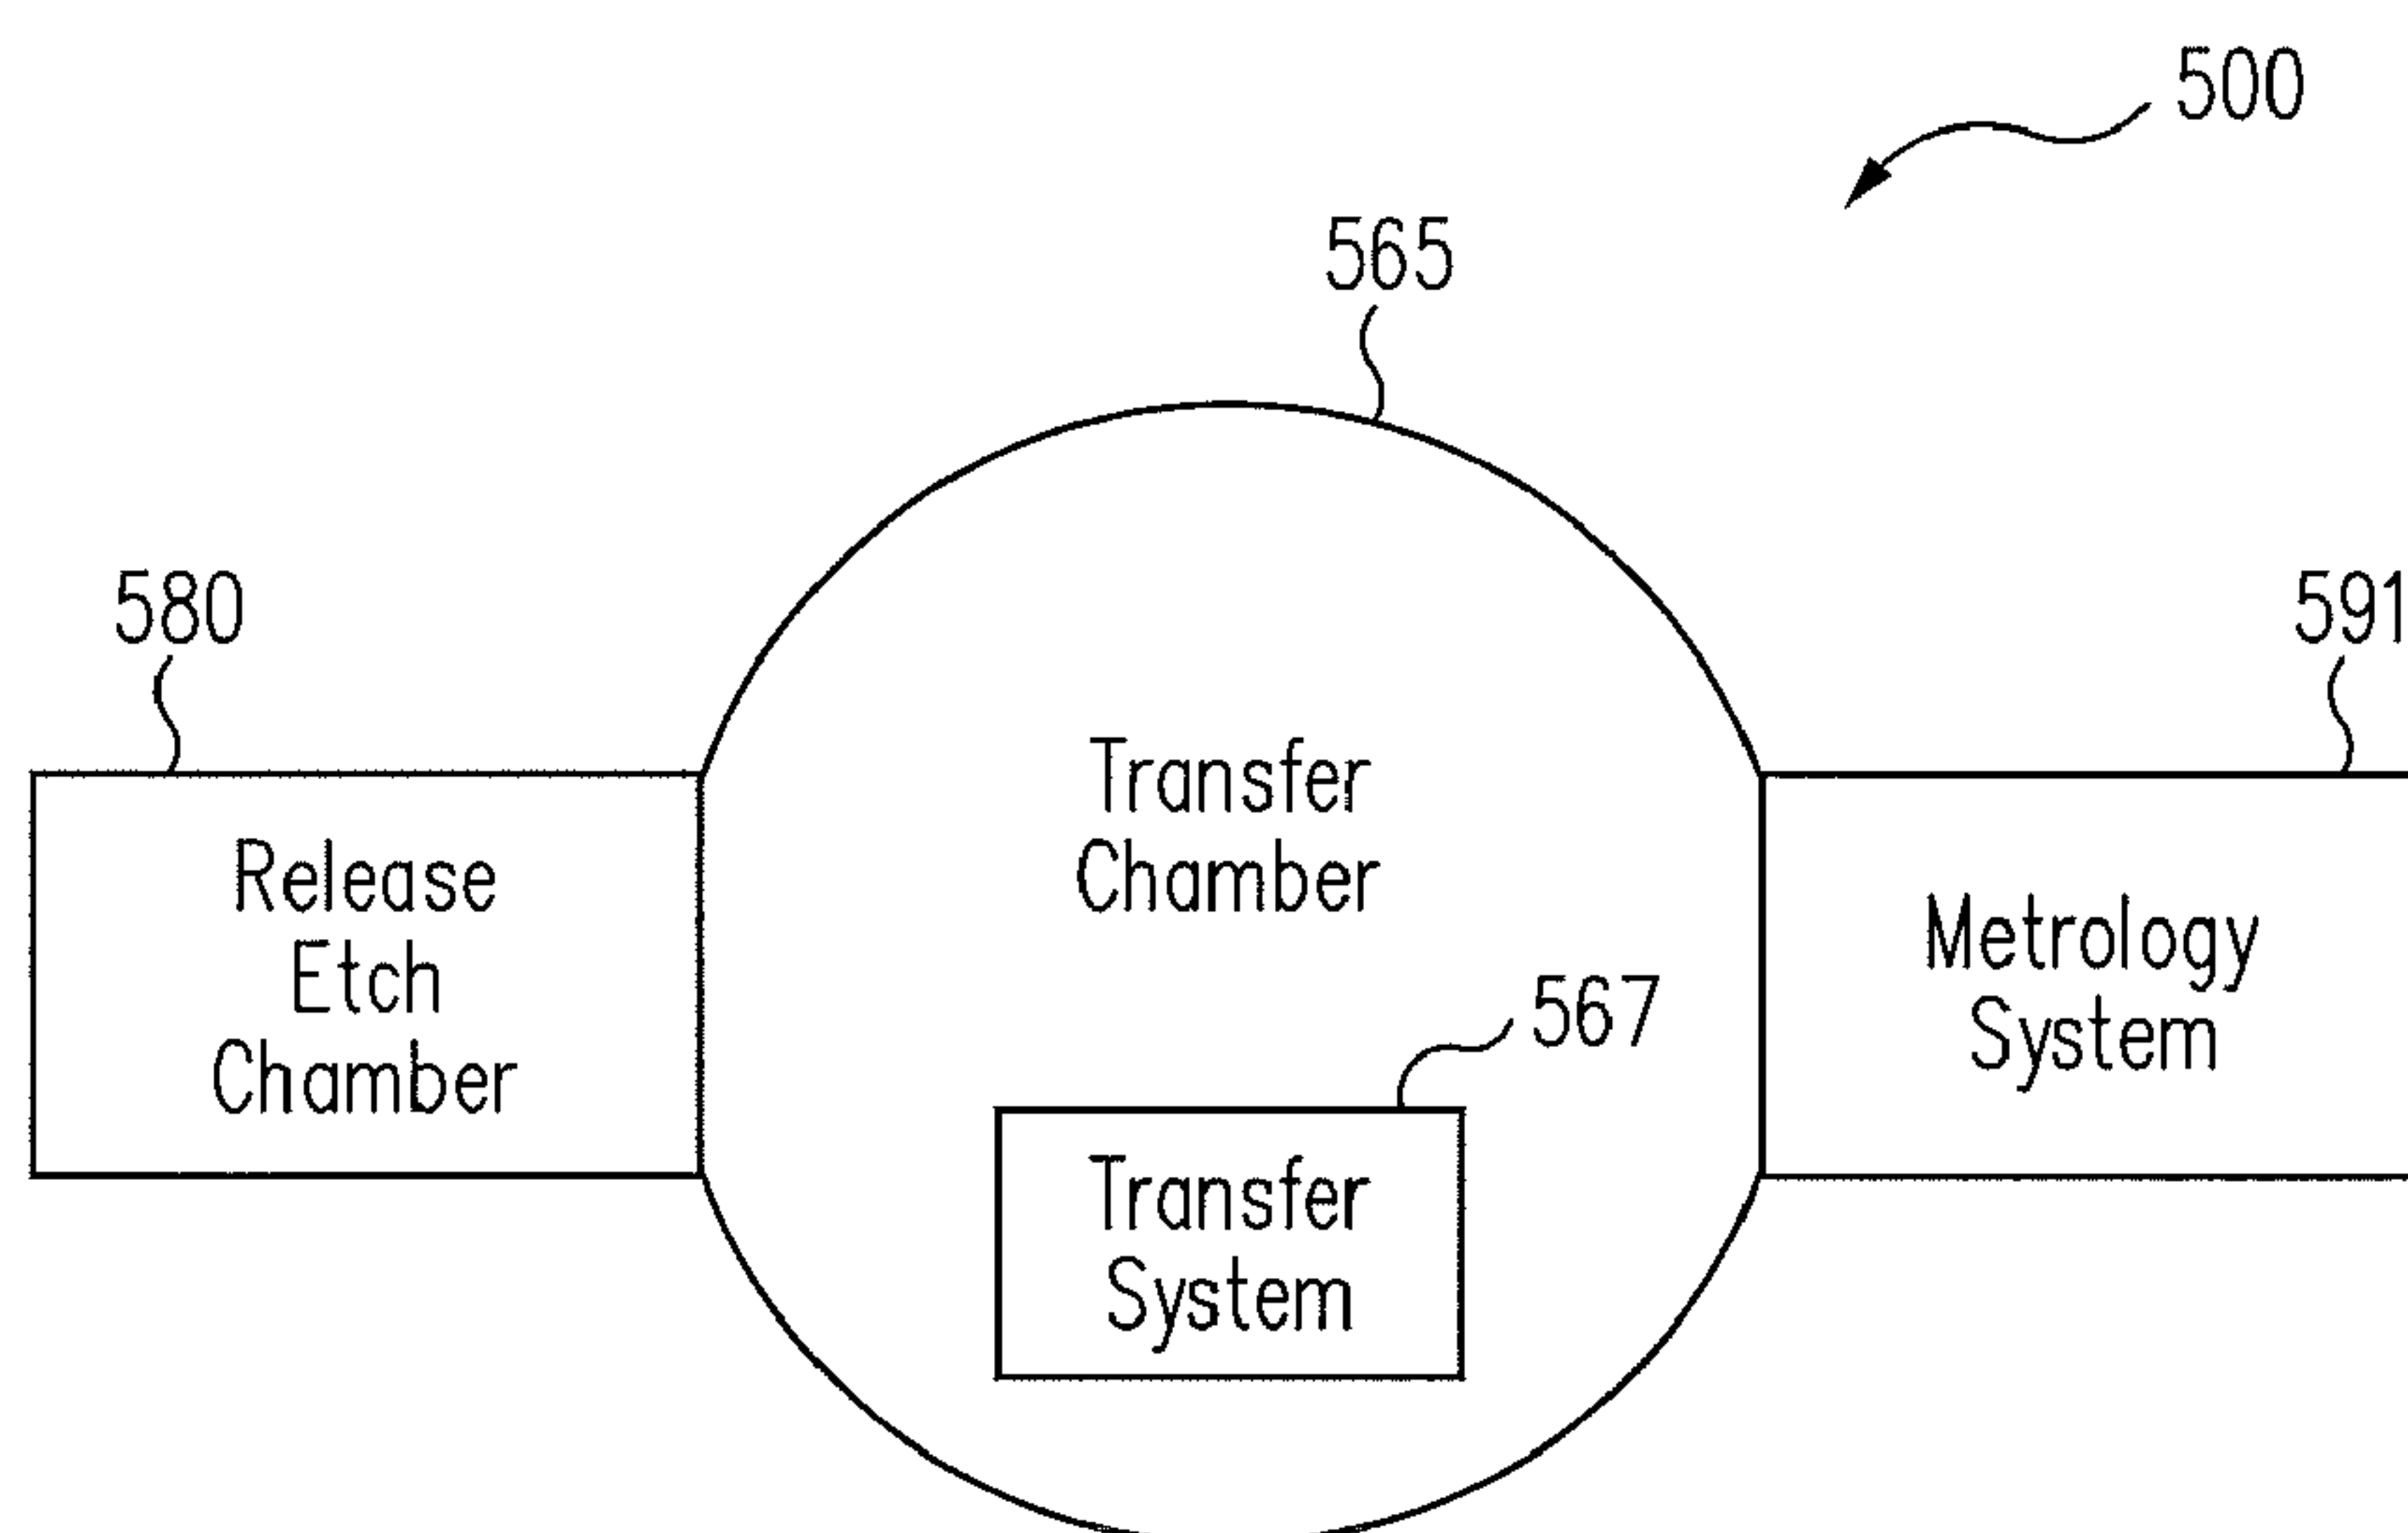 500
565
580
591
Transfer
Chamber
Release
Etch
Chamber
Metrology
System
567
Transfer
System